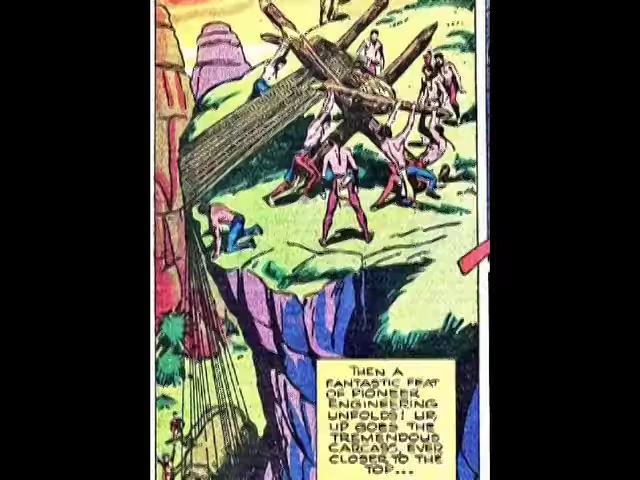 THEN A
FANTASTIC FEAT
OF PIONEER
ENGINEERING
UNFOLDS! UP,
UP GOES THE
TREMENDOUS
CARCASS, EVER
CLOSER TO THE
TOP...